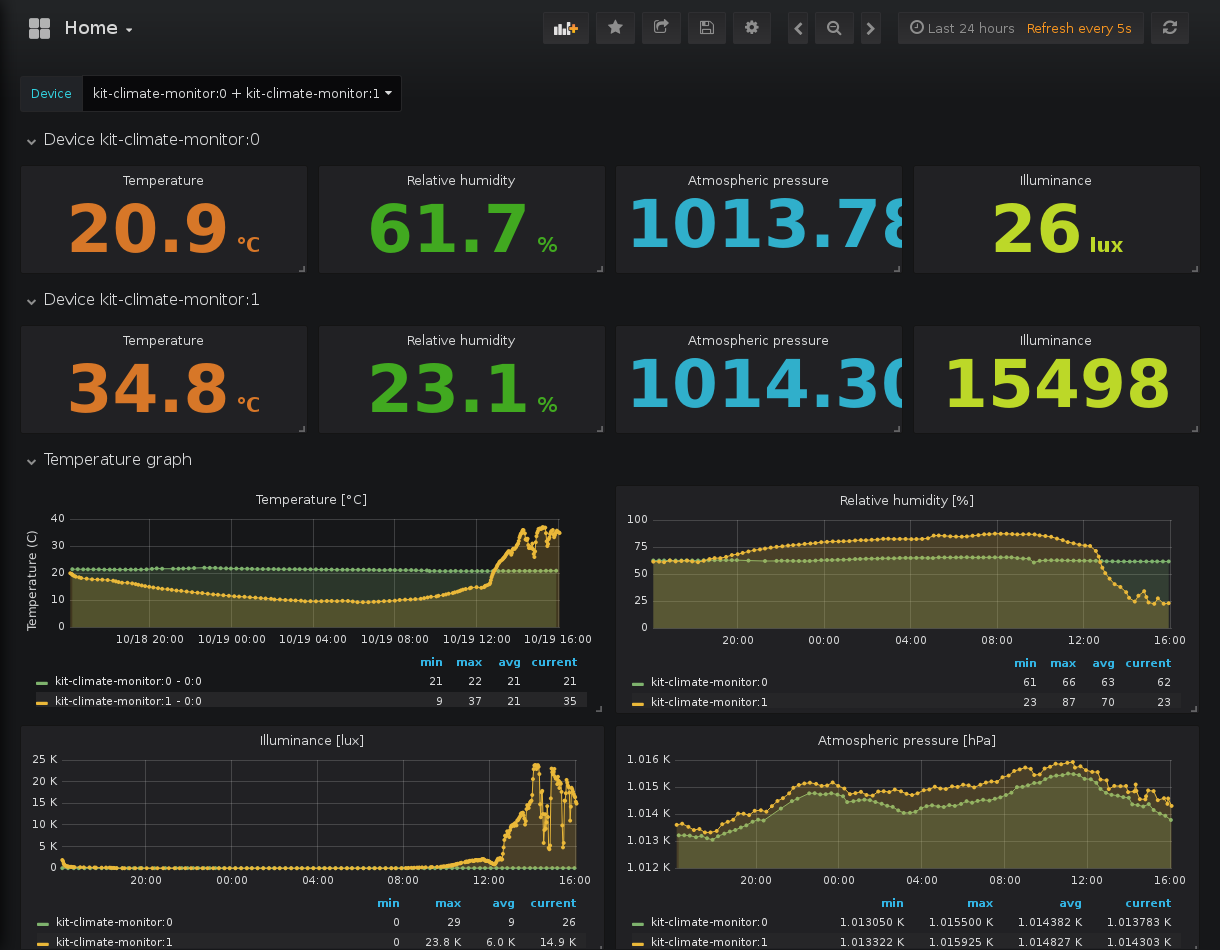 Home
Last 24 hours Refresh every 5s
Device kit-climate-monitor:0 + kit-climate-monitor:1
Device kit-climate-monitor:0
Temperature Relative humidity Atmospheric pressure Illuminance
20.9 °C 61.7 % 1013.78 26 lux
Device kit-climate-monitor:1
Temperature Relative humidity Atmospheric pressure Illuminance
34.8 °C 23.1 % 1014.30 15498
Temperature graph
Temperature [°C]
Temperature (C)
40
30
20
10
0
10/18 20:00 10/19 00:00 10/19 04:00 10/19 08:00 10/19 12:00 10/19 16:00
min max avg current
kit-climate-monitor:0 - 0:0 21 22 21 21
kit-climate-monitor:1 - 0:0 9 37 21 35
Relative humidity [%]
100
75
50
25
0
20:00 00:00 04:00 08:00 12:00 16:00
min max avg current
kit-climate-monitor:0 61 66 63 62
kit-climate-monitor:1 23 87 70 23
Illuminance [lux]
25 K
20 K
15 K
10 K
5 K
0
20:00 00:00 04:00 08:00 12:00 16:00
min max avg current
kit-climate-monitor:0 0 29 9 26
kit-climate-monitor:1 0 23.8 K 6.0 K 14.9 K
Atmospheric pressure [hPa]
1.016 K
1.015 K
1.014 K
1.013 K
1.012 K
20:00 00:00 04:00 08:00 12:00 16:00
min max avg current
kit-climate-monitor:0 1.013050 K 1.015500 K 1.014382 K 1.013783 K
kit-climate-monitor:1 1.013322 K 1.015925 K 1.014827 K 1.014303 K